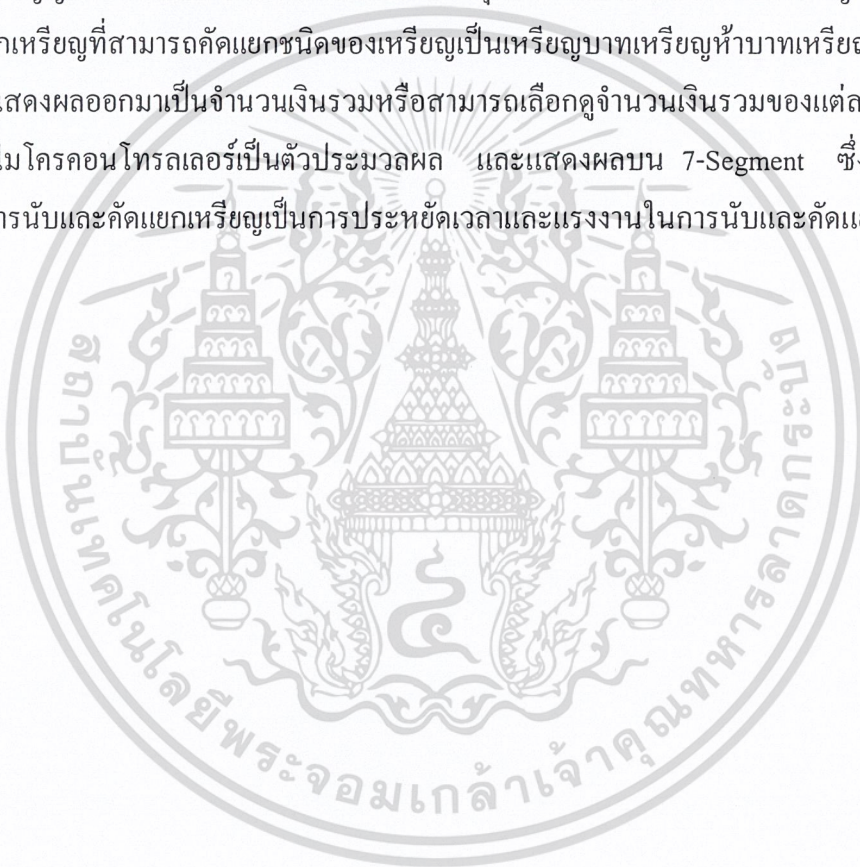 กเหรียญที่สามารถคัดแยกชนิดของเหรียญเป็นเหรียญบาทเหรียญห้าบาทเหรียญ
แสดงผลออกมาเป็นจำนวนเงินรวมหรือสามารถเลือกดูจำนวนเงินรวมของแต่ล
ไมโครคอนโทรลเลอร์เป็นตัวประมวลผล และแสดงผลบน 7-Segment ซึ่ง
ารนับและคัดแยกเหรียญเป็นการประหยัดเวลาและแรงงานในการนับและคัดแ
สถาบันเทคโนโลยีพระจอมเกล้าเจ้าคุณทหารลาดกระบัง